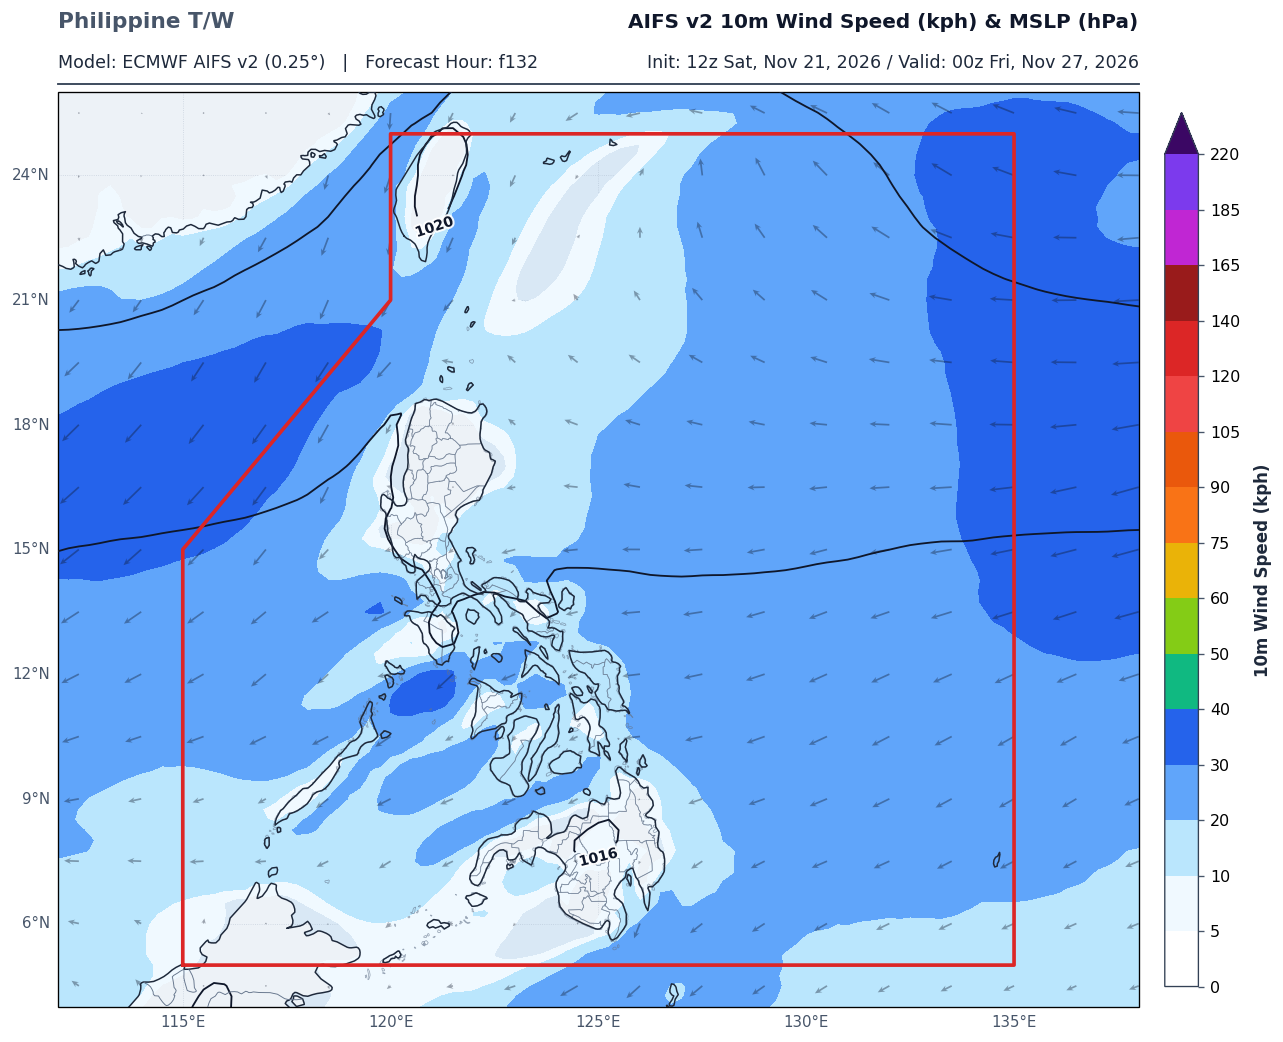 Philippine T/W
AIFS v2 10m Wind Speed (kph) & MSLP (hPa)
Model: ECMWF AIFS v2 (0.25°) | Forecast Hour: f132
Init: 12z Sat, Nov 21, 2026 / Valid: 00z Fri, Nov 27, 2026
24°N
21°N
18°N
15°N
12°N
9°N
6°N
115°E
120°E
125°E
130°E
135°E
1020
1016
220
185
165
140
120
105
90
75
60
50
40
30
20
10
5
0
10m Wind Speed (kph)